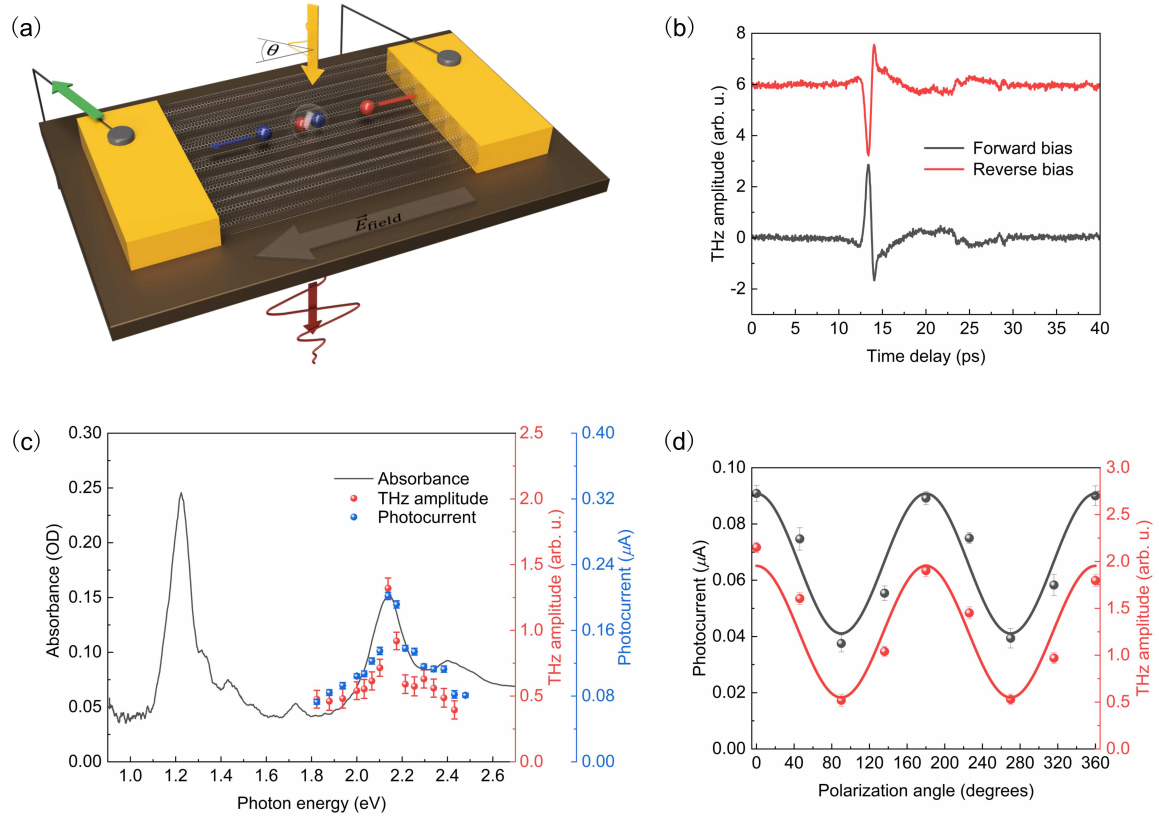 (a)
θ
E⃗field
(b)
8
6
4
2
0
-2
THz amplitude (arb. u.)
Forward bias
Reverse bias
0 5 10 15 20 25 30 35 40
Time delay (ps)
(c)
0.30
0.25
0.20
0.15
0.10
0.05
0.00
Absorbance (OD)
Absorbance
THz amplitude
Photocurrent
2.5
2.0
1.5
1.0
0.5
0.0
THz amplitude (arb. u.)
0.40
0.32
0.24
0.16
0.08
0.00
Photocurrent (μA)
1.0 1.2 1.4 1.6 1.8 2.0 2.2 2.4 2.6
Photon energy (eV)
(d)
0.10
0.08
0.06
0.04
0.02
0.00
Photocurrent (μA)
3.0
2.5
2.0
1.5
1.0
0.5
0.0
THz amplitude (arb. u.)
0 40 80 120 160 200 240 280 320 360
Polarization angle (degrees)